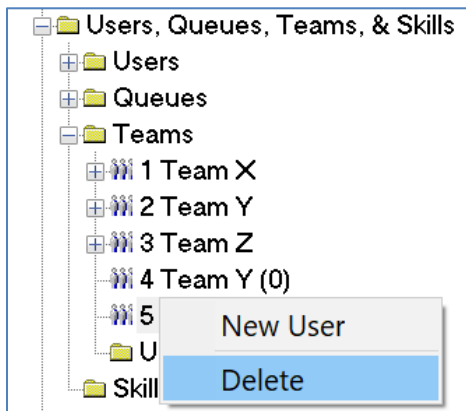 Users, Queues, Teams, & Skills
Users
Queues
Teams
1 Team X
2 Team Y
3 Team Z
4 Team Y (0)
5
New User
U
Skill
Delete